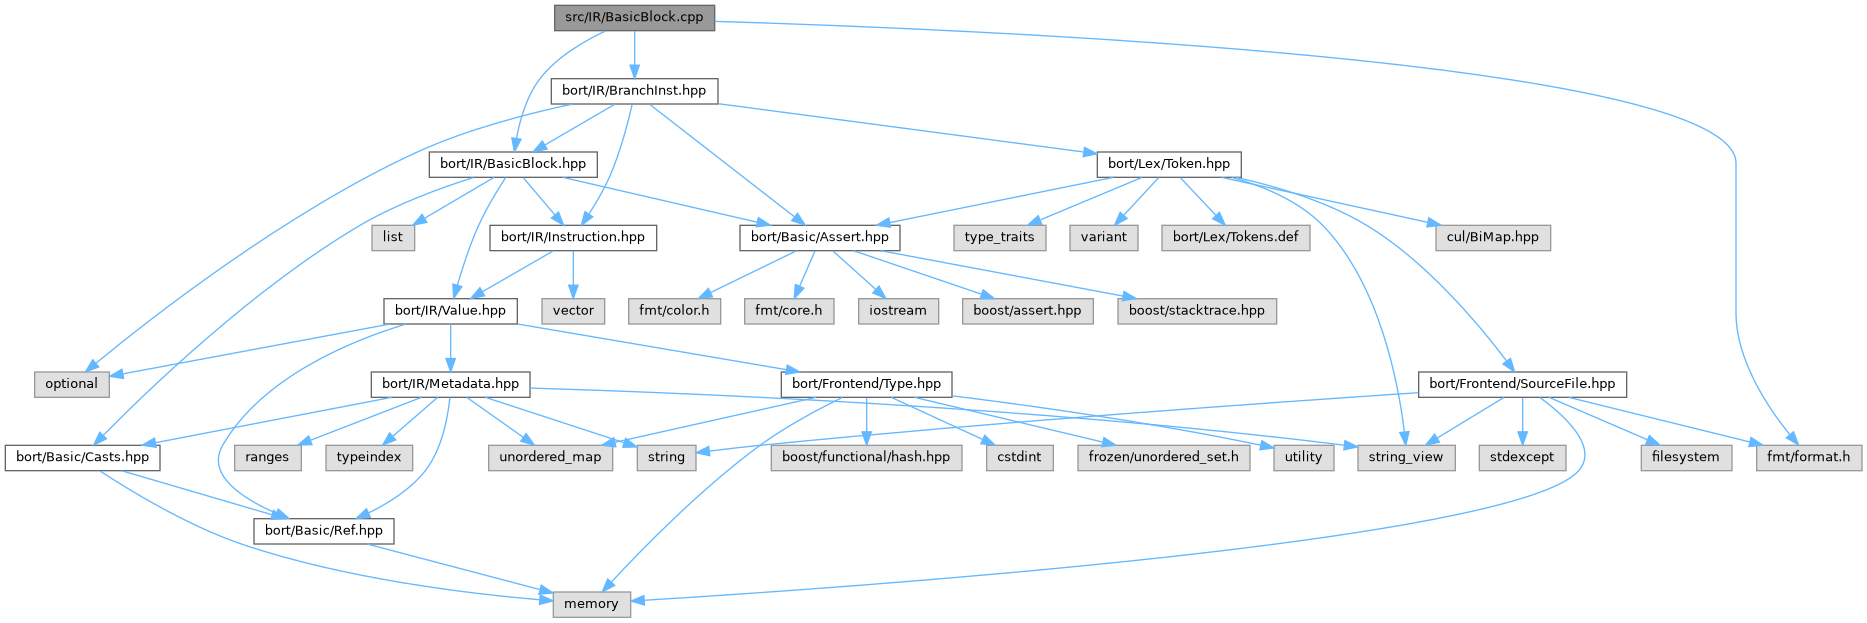 src/IR/BasicBlock.cpp
bort/IR/BranchInst.hpp
bort/IR/BasicBlock.hpp
bort/Lex/Token.hpp
list
bort/IR/Instruction.hpp
bort/Basic/Assert.hpp
type_traits
variant
bort/Lex/Tokens.def
cul/BiMap.hpp
bort/IR/Value.hpp
vector
fmt/color.h
fmt/core.h
iostream
boost/assert.hpp
boost/stacktrace.hpp
optional
bort/IR/Metadata.hpp
bort/Frontend/Type.hpp
bort/Frontend/SourceFile.hpp
bort/Basic/Casts.hpp
ranges
typeindex
unordered_map
string
boost/functional/hash.hpp
cstdint
frozen/unordered_set.h
utility
string_view
stdexcept
filesystem
fmt/format.h
bort/Basic/Ref.hpp
memory